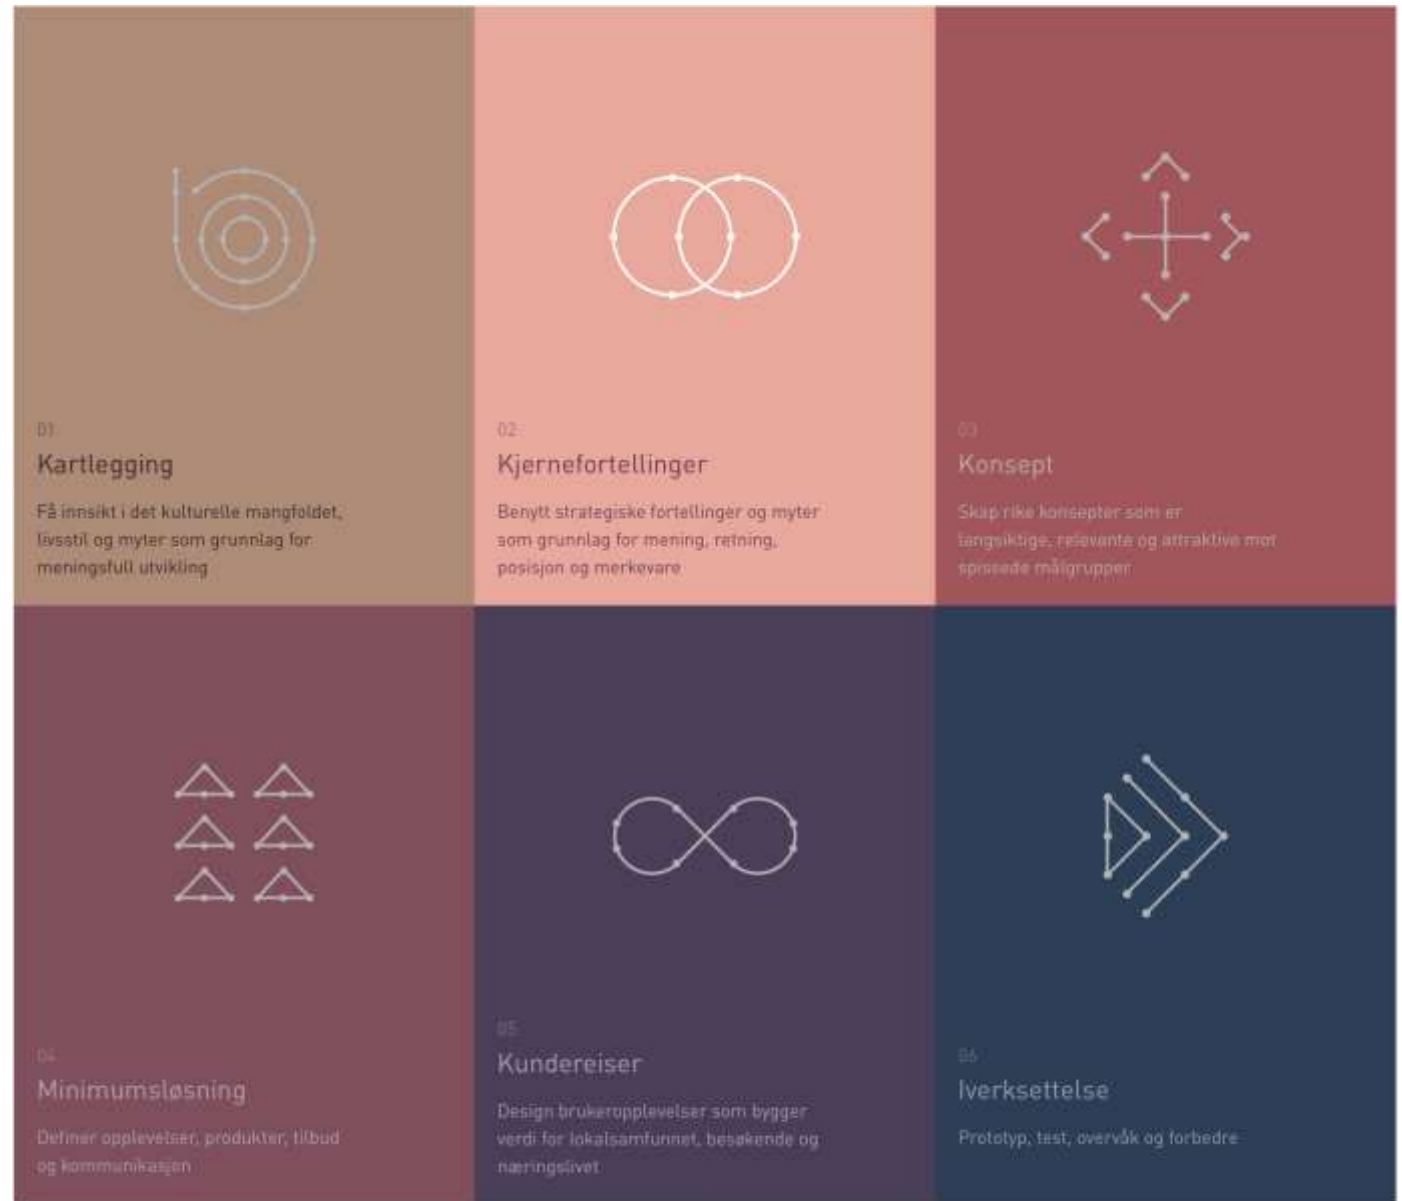 01
Kartlegging
Få innsikt i det kulturelle mangfoldet,
livsstil og myter som grunnlag for
meningsfull utvikling
02
Kjernefortellinger
Benytt strategiske fortellinger og myter
som grunnlag for mening, retning,
posisjon og merkevare
03
Konsept
Skap rike konsepter som er
langsiktige, relevante og attraktive mot
spissede målgrupper
04
Minimumsløsning
Definer opplevelser, produkter, tilbud
og kommunikasjon
05
Kundereiser
Design brukeropplevelser som bygger
verdi for lokalsamfunnet, besøkende og
næringslivet
06
Iverksettelse
Prototyp, test, overvåk og forbedre